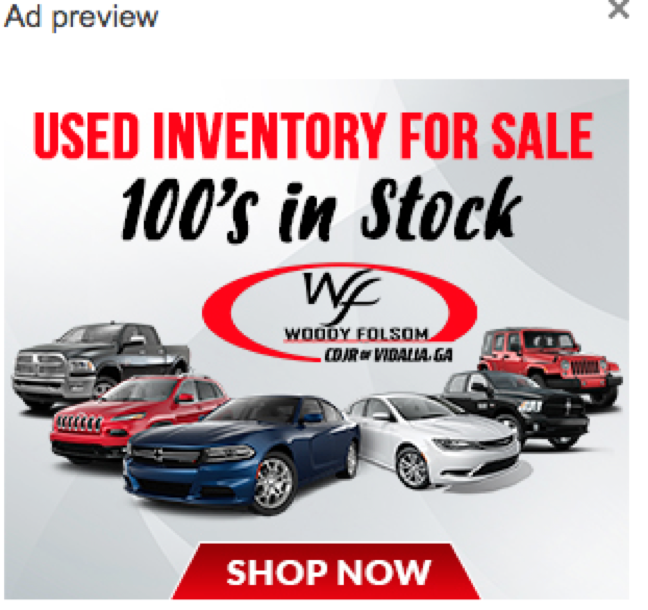 Ad preview
USED INVENTORY FOR SALE
100's in Stock
Wf
WOODY FOLSOM
CDJR OF VIDALIA, GA
SHOP NOW